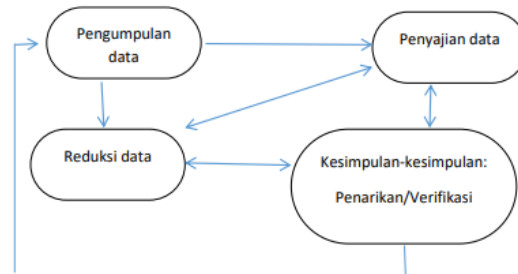 Pengumpulan
data
Penyajian data
Reduksi data
Kesimpulan-kesimpulan:
Penarikan/Verifikasi